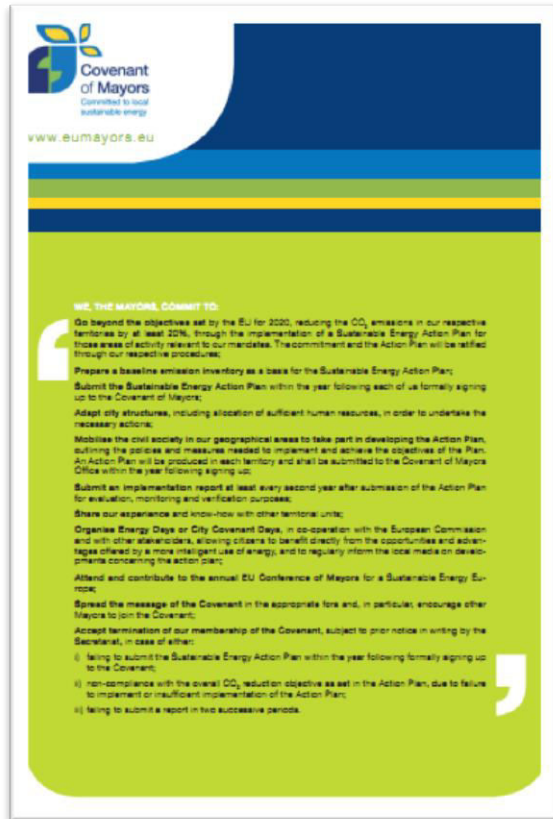 Covenant
of Mayors
Committed to local
sustainable energy
www.eumayors.eu
WE, THE MAYORS, COMMIT TO:
Go beyond the objectives set by the EU for 2020, reducing the CO₂ emissions in our respective
territories by at least 20%, through the implementation of a Sustainable Energy Action Plan for
those areas of activity relevant to our mandates. The commitment and the Action Plan will be ratified
through our respective procedures;
Prepare a baseline emission inventory as a basis for the Sustainable Energy Action Plan;
Submit the Sustainable Energy Action Plan within the year following each of us formally signing
up to the Covenant of Mayors;
Adapt city structures, including allocation of sufficient human resources, in order to undertake the
necessary actions;
Mobilise the civil society in our geographical areas to take part in developing the Action Plan,
outlining the policies and measures needed to implement and achieve the objectives of the Plan.
An Action Plan will be produced in each territory and shall be submitted to the Covenant of Mayors
Office within the year following signing up;
Submit an implementation report at least every second year after submission of the Action Plan
for evaluation, monitoring and verification purposes;
Share our experience and know-how with other territorial units;
Organise Energy Days or City Covenant Days, in co-operation with the European Commission
and with other stakeholders, allowing citizens to benefit directly from the opportunities and advan-
tages offered by a more intelligent use of energy, and to regularly inform the local media on develo-
pments concerning the action plan;
Attend and contribute to the annual EU Conference of Mayors for a Sustainable Energy Eu-
rope;
Spread the message of the Covenant in the appropriate fora and, in particular, encourage other
Mayors to join the Covenant;
Accept termination of our membership of the Covenant, subject to prior notice in writing by the
Secretariat, in case of either:
i) failing to submit the Sustainable Energy Action Plan within the year following formally signing up
to the Covenant;
ii) non-compliance with the overall CO₂ reduction objective as set in the Action Plan, due to failure
to implement or insufficient implementation of the Action Plan;
iii) failing to submit a report in two successive periods.